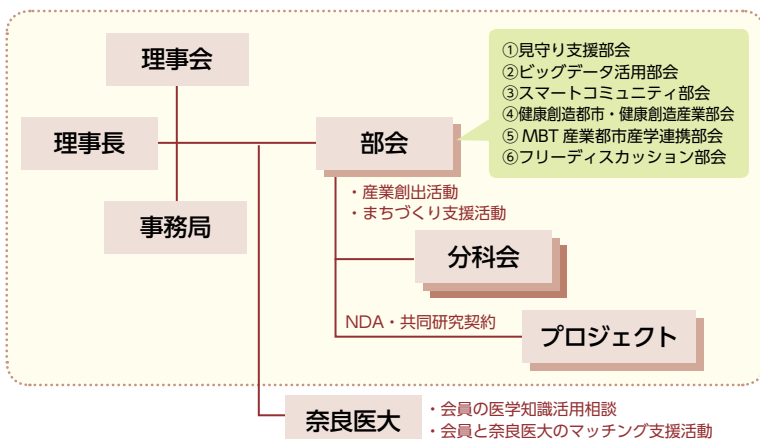 理事会
理事長
事務局
部会
①見守り支援部会
②ビッグデータ活用部会
③スマートコミュニティ部会
④健康創造都市・健康創造産業部会
⑤ MBT 産業都市産学連携部会
⑥フリーディスカッション部会
・産業創出活動
・まちづくり支援活動
分科会
NDA・共同研究契約
プロジェクト
奈良医大
・会員の医学知識活用相談
・会員と奈良医大のマッチング支援活動